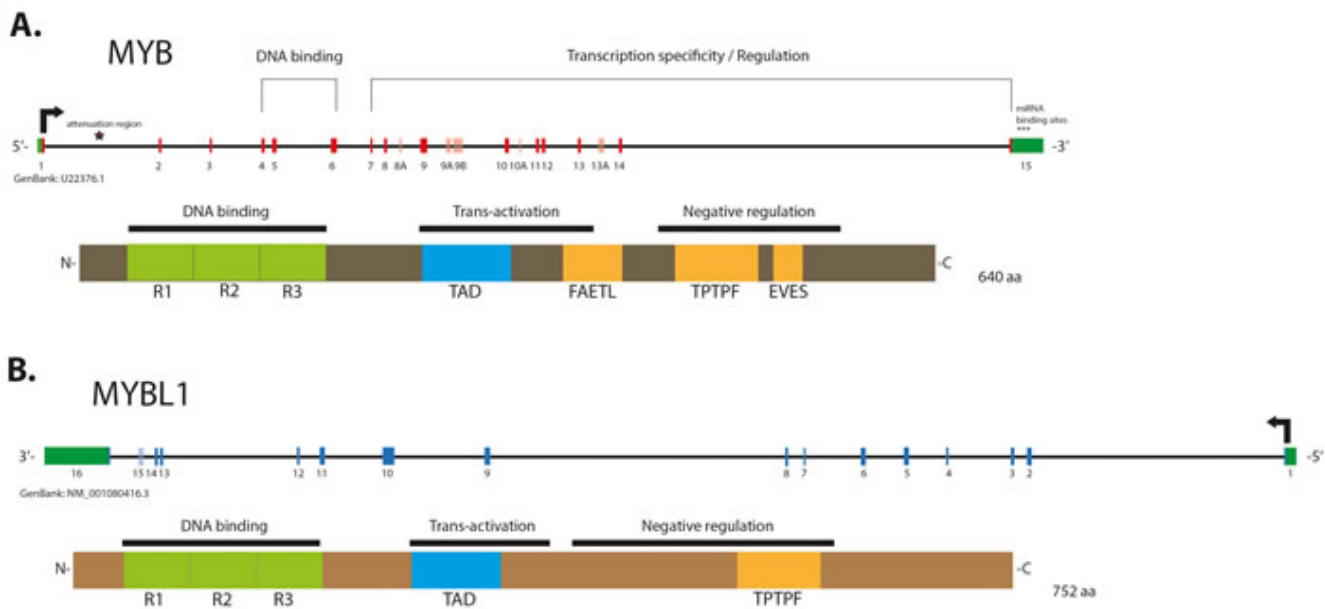 A.
MYB
DNA binding
Transcription specificity / Regulation
attenuation region
miRNA
binding sites
***
5'-
-3'
1 2 3 4 5 6 7 8 8A 9 9A 9B 10 10A 11 12 13 13A 14 15
GenBank: U22376.1
DNA binding
Trans-activation
Negative regulation
N-
-C
640 aa
R1 R2 R3 TAD FAETL TPTPF EVES
B.
MYBL1
3'-
-5'
16 15 14 13 12 11 10 9 8 7 6 5 4 3 2 1
GenBank: NM_001080416.3
DNA binding
Trans-activation
Negative regulation
N-
-C
752 aa
R1 R2 R3 TAD TPTPF